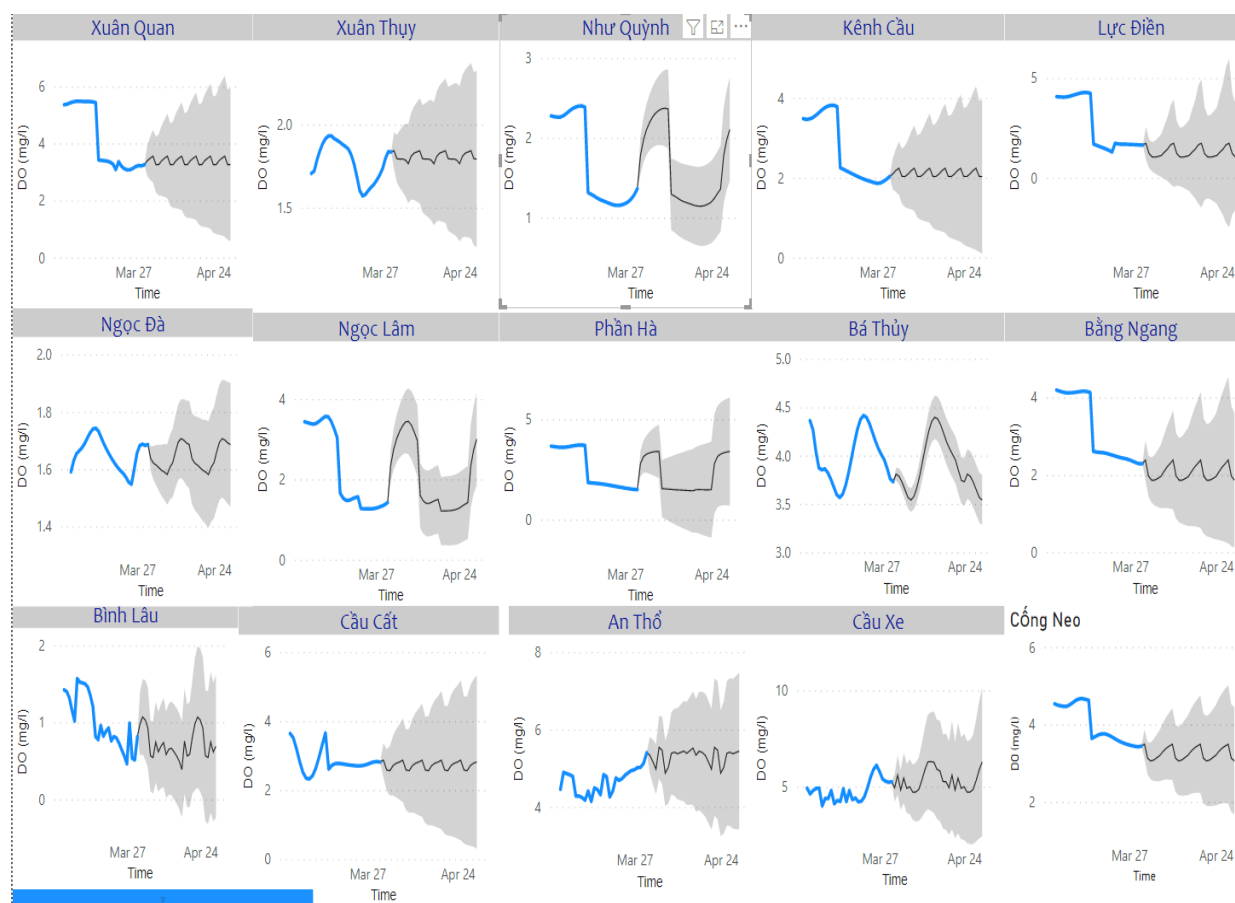 Xuân Quan
6
4
2
0
DO (mg/l)
Mar 27
Apr 24
Time
Xuân Thụy
2.0
1.5
DO (mg/l)
Mar 27
Apr 24
Time
Như Quỳnh
3
2
1
DO (mg/l)
Mar 27
Apr 24
Time
Kênh Cầu
4
2
0
DO (mg/l)
Mar 27
Apr 24
Time
Lực Điền
5
0
DO (mg/l)
Mar 27
Apr 24
Time
Ngọc Đà
2.0
1.8
1.6
1.4
DO (mg/l)
Mar 27
Apr 24
Time
Ngọc Lâm
4
2
0
DO (mg/l)
Mar 27
Apr 24
Time
Phần Hà
5
0
DO (mg/l)
Mar 27
Apr 24
Time
Bá Thủy
5.0
4.5
4.0
3.5
3.0
DO (mg/l)
Mar 27
Apr 24
Time
Bằng Ngang
4
2
0
DO (mg/l)
Mar 27
Apr 24
Time
Bình Lâu
2
1
0
DO (mg/l)
Mar 27
Apr 24
Time
Cầu Cất
6
4
2
0
DO (mg/l)
Mar 27
Apr 24
Time
An Thổ
8
6
4
DO (mg/l)
Mar 27
Apr 24
Time
Cầu Xe
10
5
DO (mg/l)
Mar 27
Apr 24
Time
Cống Neo
6
4
2
DO (mg/l)
Mar 27
Apr 24
Time